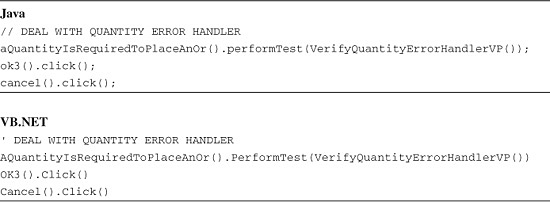 Java
// DEAL WITH QUANTITY ERROR HANDLER
aQuantityIsRequiredToPlaceAnOr().performTest(VerifyQuantityErrorHandlerVP());
ok3().click();
cancel().click();
VB.NET
' DEAL WITH QUANTITY ERROR HANDLER
AQuantityIsRequiredToPlaceAnOr().PerformTest(VerifyQuantityErrorHandlerVP())
OK3().Click()
Cancel().Click()